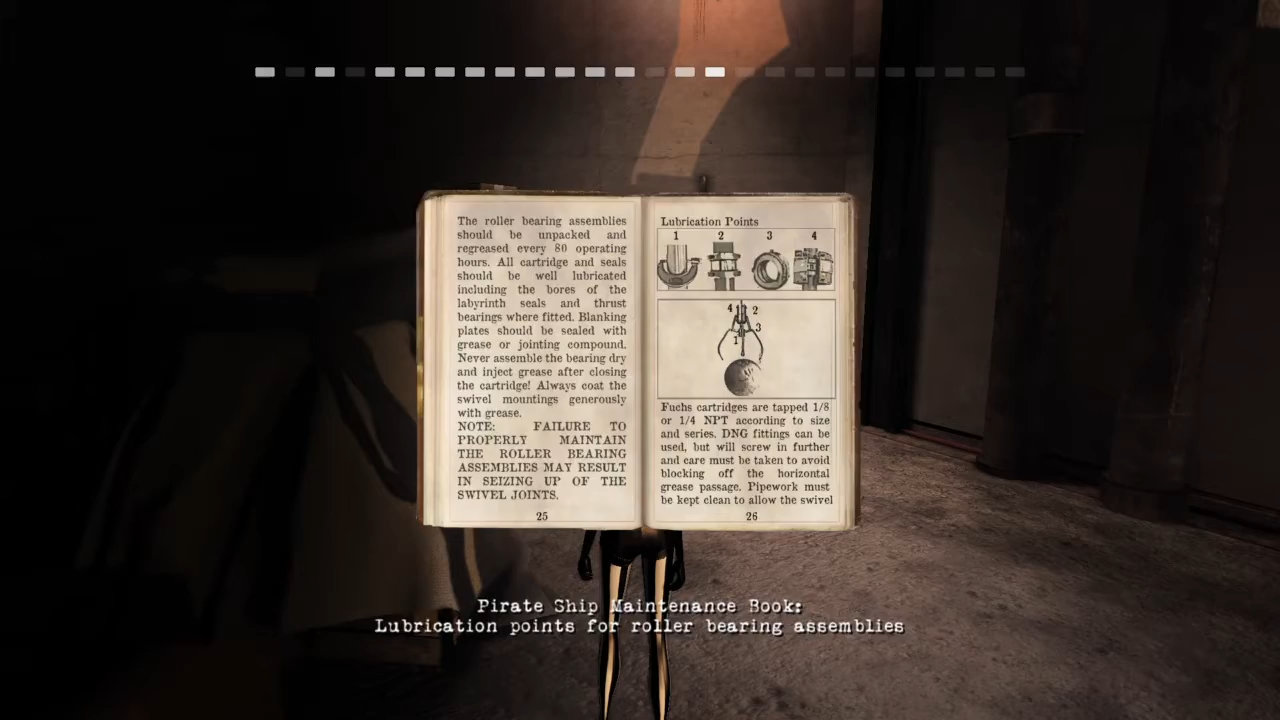 The roller bearing assemblies
should be unpacked and
regreased every 80 operating
hours. All cartridge and seals
should be well lubricated
including the bores of the
labyrinth seals and thrust
bearings where fitted. Blanking
plates should be sealed with
grease or jointing compound.
Never assemble the bearing dry
and inject grease after closing
the cartridge! Always coat the
swivel mountings generously
with grease.
NOTE: FAILURE TO
PROPERLY MAINTAIN
THE ROLLER BEARING
ASSEMBLIES MAY RESULT
IN SEIZING UP OF THE
SWIVEL JOINTS.
25
Lubrication Points
1 2 3 4
4 1 2
3
1
Fuchs cartridges are tapped 1/8
or 1/4 NPT according to size
and series. DNG fittings can be
used, but will screw in further
and care must be taken to avoid
blocking off the horizontal
grease passage. Pipework must
be kept clean to allow the swivel
26
Pirate Ship Maintenance Book:
Lubrication points for roller bearing assemblies